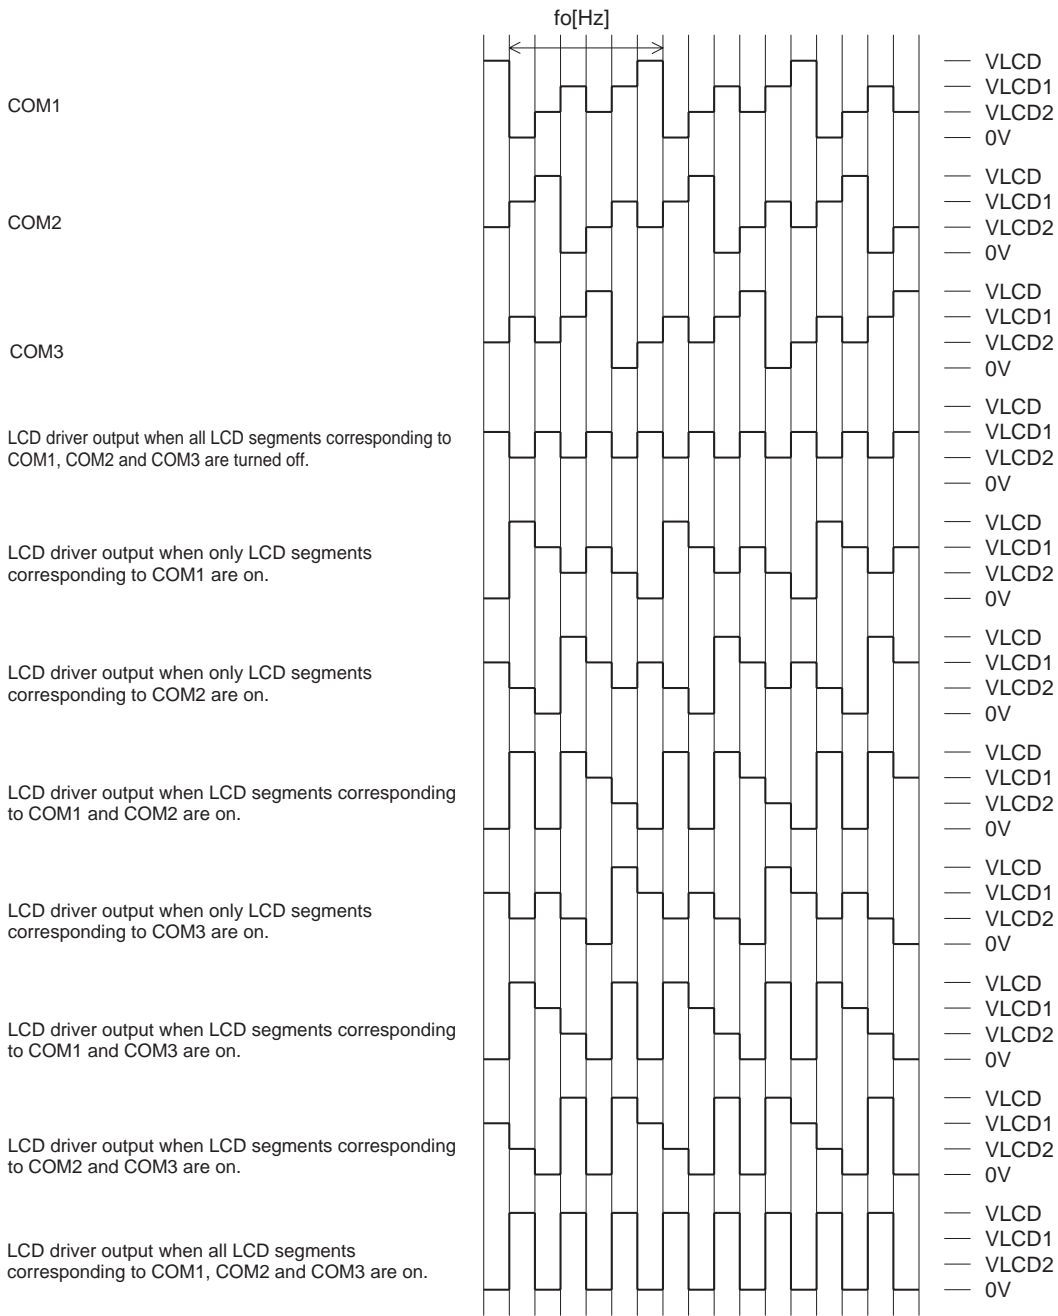 fo[Hz]
COM1
VLCD
VLCD1
VLCD2
0V
COM2
VLCD
VLCD1
VLCD2
0V
COM3
VLCD
VLCD1
VLCD2
0V
LCD driver output when all LCD segments corresponding to
COM1, COM2 and COM3 are turned off.
VLCD
VLCD1
VLCD2
0V
LCD driver output when only LCD segments
corresponding to COM1 are on.
VLCD
VLCD1
VLCD2
0V
LCD driver output when only LCD segments
corresponding to COM2 are on.
VLCD
VLCD1
VLCD2
0V
LCD driver output when LCD segments corresponding
to COM1 and COM2 are on.
VLCD
VLCD1
VLCD2
0V
LCD driver output when only LCD segments
corresponding to COM3 are on.
VLCD
VLCD1
VLCD2
0V
LCD driver output when LCD segments corresponding
to COM1 and COM3 are on.
VLCD
VLCD1
VLCD2
0V
LCD driver output when LCD segments corresponding
to COM2 and COM3 are on.
VLCD
VLCD1
VLCD2
0V
LCD driver output when all LCD segments
corresponding to COM1, COM2 and COM3 are on.
VLCD
VLCD1
VLCD2
0V